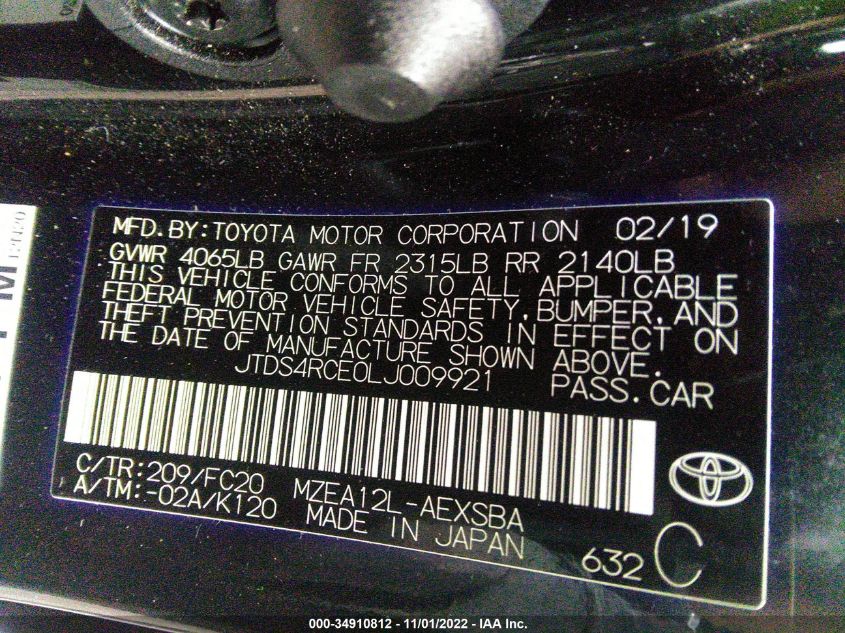 MFD.BY:TOYOTA MOTOR CORPORATION 02/19
GVWR 4065LB GAWR FR 2315LB RR 2140LB
THIS VEHICLE CONFORMS TO ALL APPLICABLE
FEDERAL MOTOR VEHICLE SAFETY,BUMPER,AND
THEFT PREVENTION STANDARDS IN EFFECT ON
THE DATE OF MANUFACTURE SHOWN ABOVE.
JTDS4RCE0LJ009921 PASS.CAR
C/TR:209/FC20 MZEA12L-AEXSBA
A/TM:-02A/K120 MADE IN JAPAN
632 C
000-34910812 - 11/01/2022 - IAA Inc.